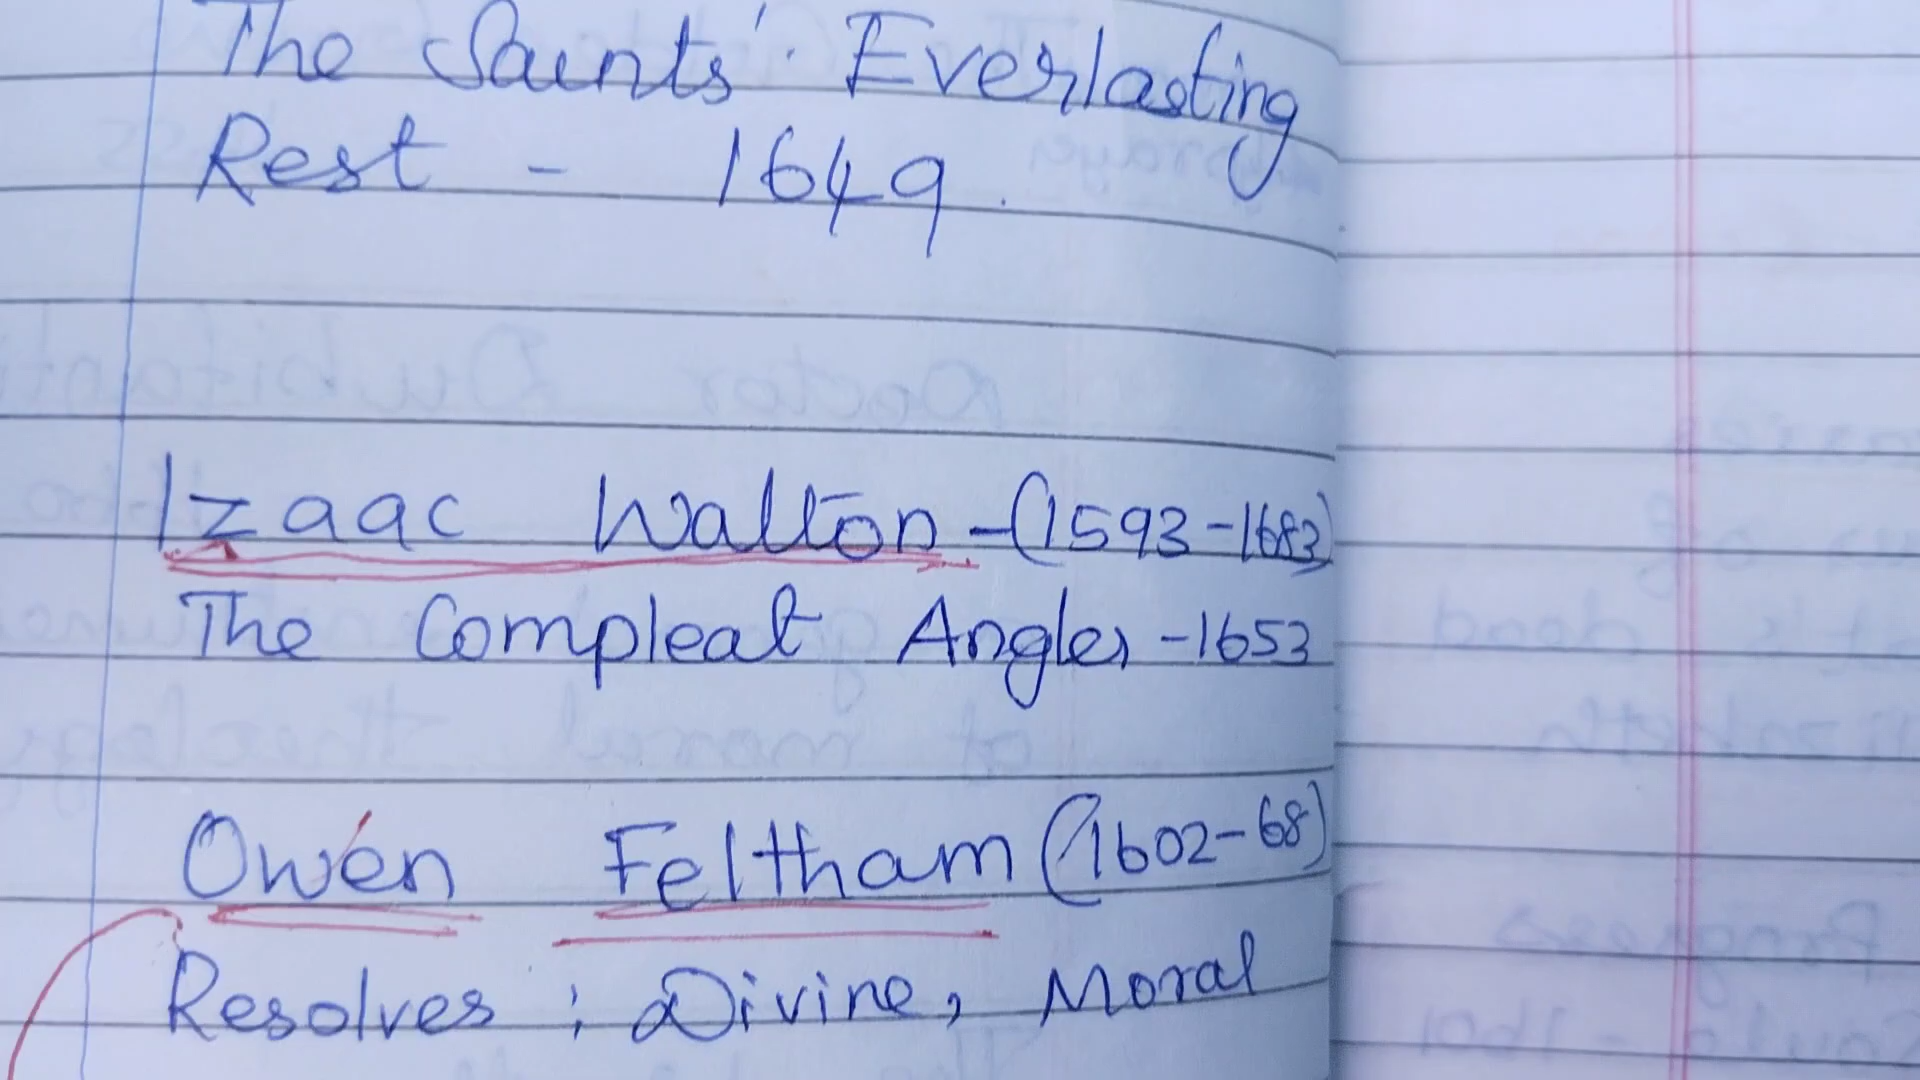 The Saints' Everlasting
Rest - 1649.
Izaac Walton - (1593-1683)
The Compleat Angler - 1653
Owen Feltham (1602-68)
Resolves : Divine, Moral